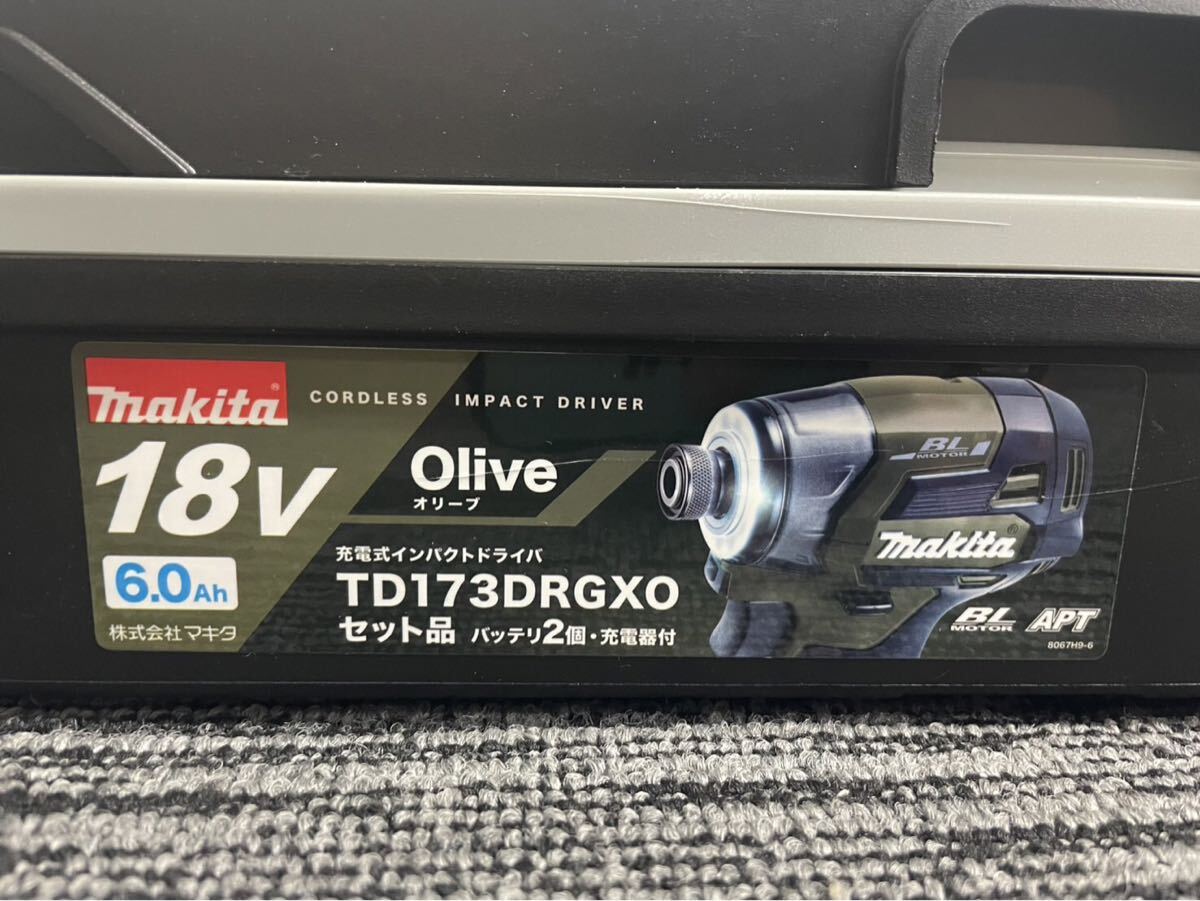 makita®
CORDLESS IMPACT DRIVER
18V
Olive
オリーブ
6.0Ah
充電式インパクトドライバ
TD173DRGXO
セット品 バッテリ2個・充電器付
株式会社マキタ
BL
MOTOR
makita®
BL
MOTOR
APT
8067H9-6